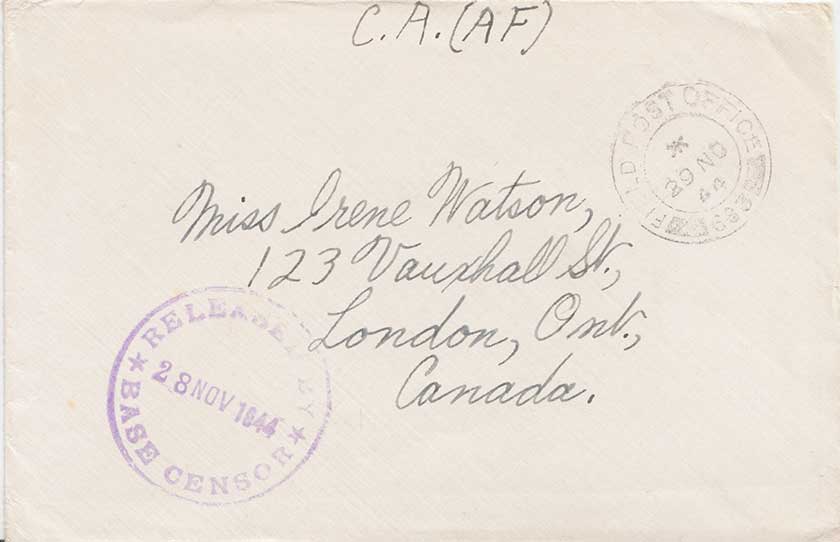 C.A.(AF)
FIELD POST OFFICE
29 NO
44
Miss Irene Watson,
123 Vauxhall St.,
London, Ont.,
Canada.
RELEASED BY
28 NOV 1944
BASE CENSOR